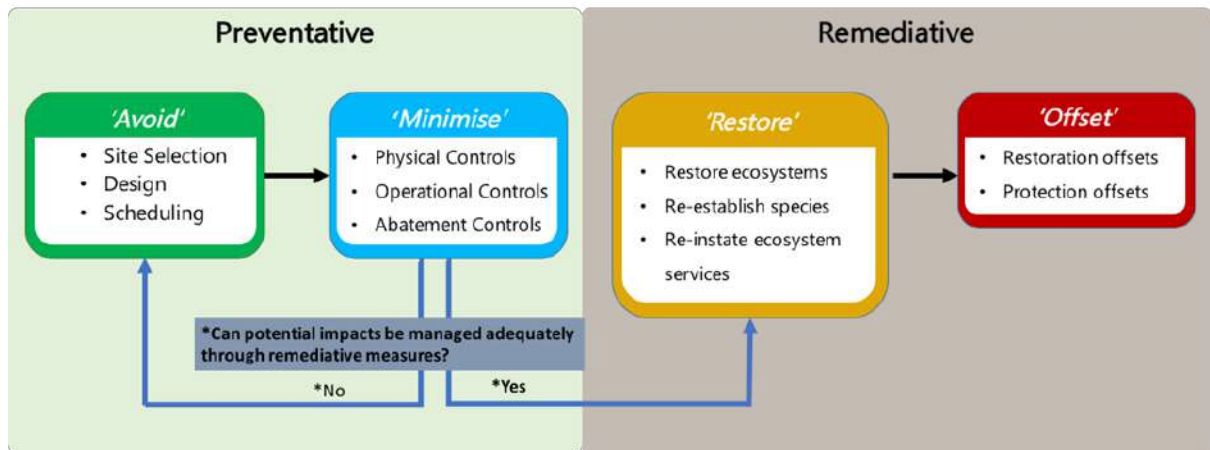 Preventative
Remediative
'Avoid'
• Site Selection
• Design
• Scheduling
'Minimise'
• Physical Controls
• Operational Controls
• Abatement Controls
'Restore'
• Restore ecosystems
• Re-establish species
• Re-instate ecosystem
services
'Offset'
• Restoration offsets
• Protection offsets
*Can potential impacts be managed adequately
through remediative measures?
*No
*Yes